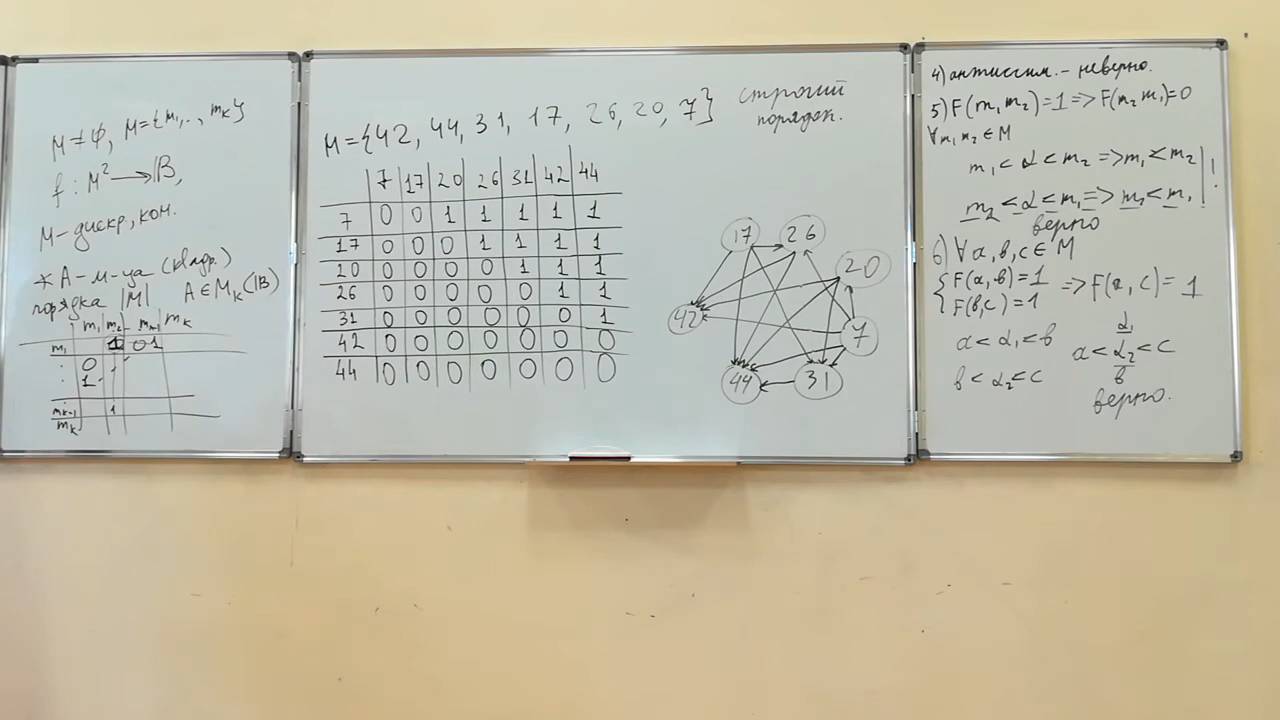 M ≠ ∅, M={m₁,.., mₖ}
f : M² → 𝔹,
M-дискр, кон.
* A - м-ца (квадр.)
порядка |M|. A ∈ Mₖ(𝔹)
m₁ m₂ - mₖ₋₁ mₖ
m₁ 1 0 1
: 0
: 1
mₖ₋₁ 1
mₖ
M={42, 44, 31, 17, 26, 20, 7}
строгий
порядок.
7 17 20 26 31 42 44
7 0 0 1 1 1 1 1
17 0 0 0 1 1 1 1
20 0 0 0 0 1 1 1
26 0 0 0 0 0 1 1
31 0 0 0 0 0 0 1
42 0 0 0 0 0 0 0
44 0 0 0 0 0 0 0
17 26
20
42
7
44 31
4) антисим. - неверно.
5) F(m₁ m₂)=1 => F(m₂ m₁)=0
∀ m₁ m₂ ∈ M
m₁ < α < m₂ => m₁ < m₂ !
m₂ < α < m₁ => m₂ < m₁
верно
6) ∀ a, b, c ∈ M
{ F(a, b) = 1 => F(a, c) = 1
F(b, c) = 1
a < α₁ < b
b < α₂ < c
α₁
a < α₂ < c
b
верно.